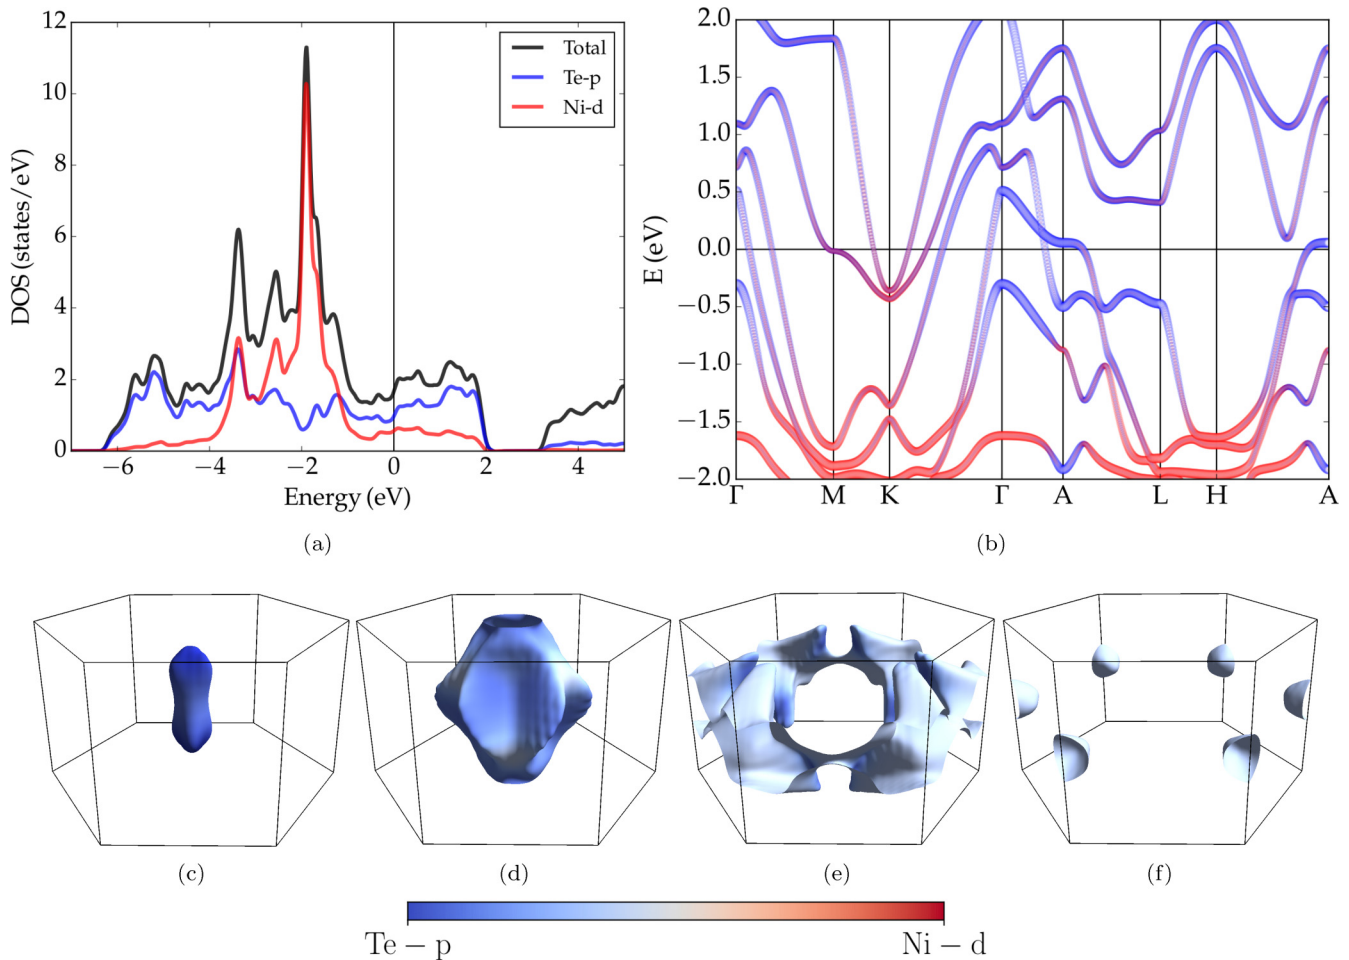 12
10
8
6
4
2
0
DOS (states/eV)
Total
Te-p
Ni-d
−6
−4
−2
0
2
4
Energy (eV)
(a)
2.0
1.5
1.0
0.5
0.0
−0.5
−1.0
−1.5
−2.0
E (eV)
Γ
M
K
Γ
A
L
H
A
(b)
(c)
(d)
(e)
(f)
Te – p
Ni – d